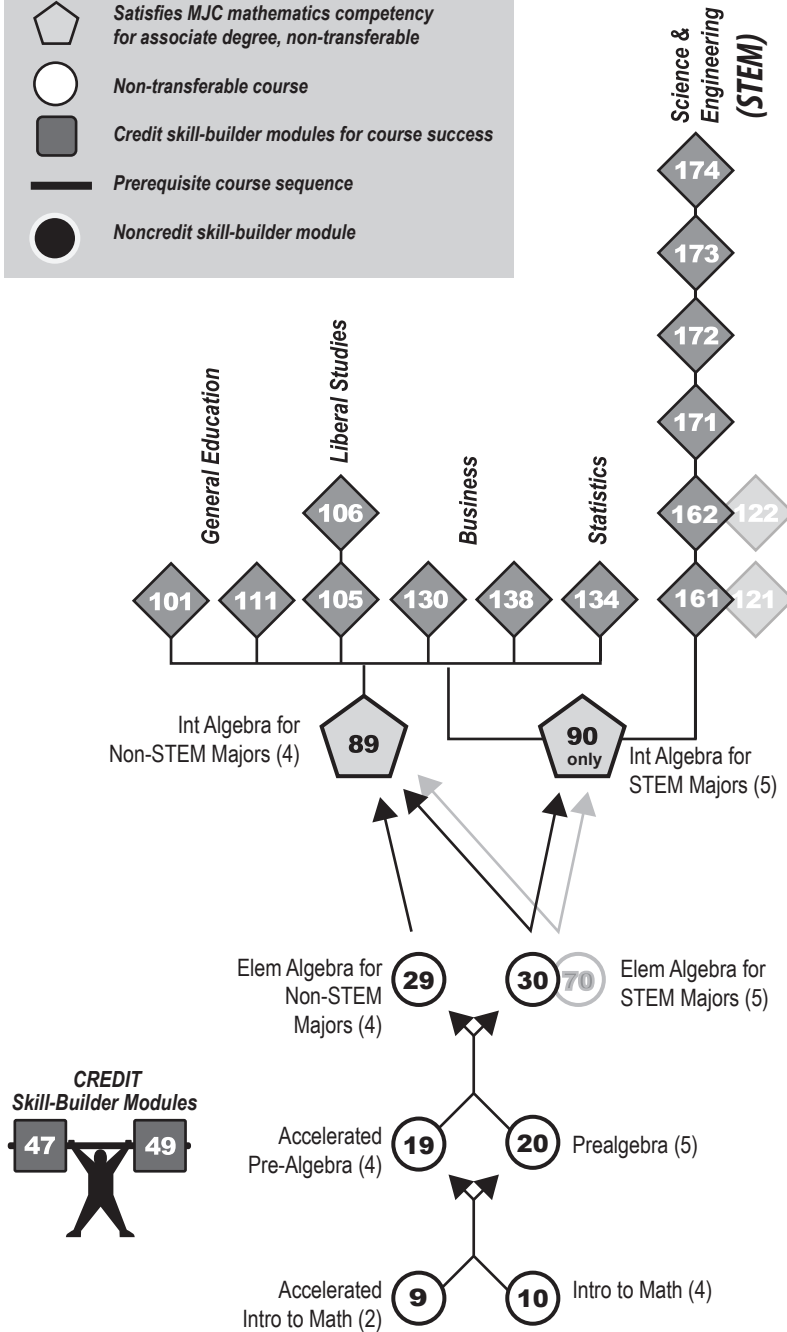 Satisfies MJC mathematics competency
for associate degree, non-transferable
Non-transferable course
Credit skill-builder modules for course success
Prerequisite course sequence
Noncredit skill-builder module
Science &
Engineering
(STEM)
174
173
172
171
162 122
161 121
General Education
Liberal Studies
Business
Statistics
106
101 111 105 130 138 134
Int Algebra for
Non-STEM Majors (4)
89
90
only
Int Algebra for
STEM Majors (5)
Elem Algebra for
Non-STEM
Majors (4)
29
30 70
Elem Algebra for
STEM Majors (5)
CREDIT
Skill-Builder Modules
47 49
Accelerated
Pre-Algebra (4)
19
20
Prealgebra (5)
Accelerated
Intro to Math (2)
9
10
Intro to Math (4)